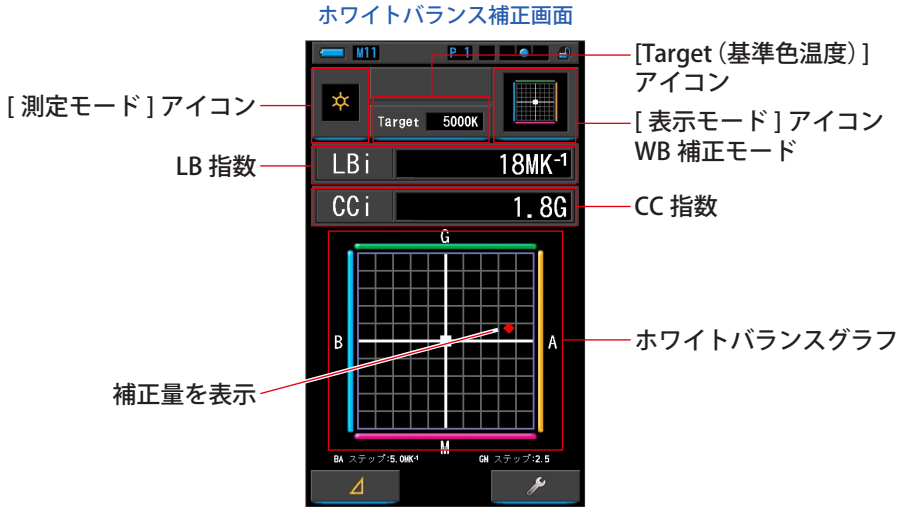 ホワイトバランス補正画面
M11
P 1
[Target（基準色温度）]
アイコン
[ 測定モード ] アイコン
Target 5000K
[ 表示モード ] アイコン
WB 補正モード
LB 指数
LBi 18MK⁻¹
CCi 1.8G
CC 指数
G
B
A
ホワイトバランスグラフ
補正量を表示
M
BA ステップ:5.0MK⁻¹ GM ステップ:2.5